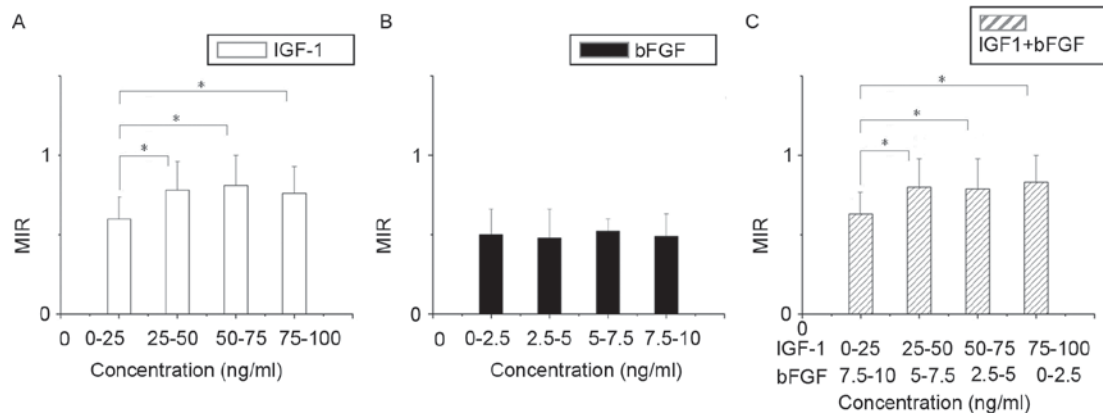 A
IGF-1
*
*
*
1
MIR
0
0 0-25 25-50 50-75 75-100
Concentration (ng/ml)
B
bFGF
1
MIR
0
0 0-2.5 2.5-5 5-7.5 7.5-10
Concentration (ng/ml)
C
IGF1+bFGF
*
*
*
1
MIR
0
0
IGF-1 0-25 25-50 50-75 75-100
bFGF 7.5-10 5-7.5 2.5-5 0-2.5
Concentration (ng/ml)